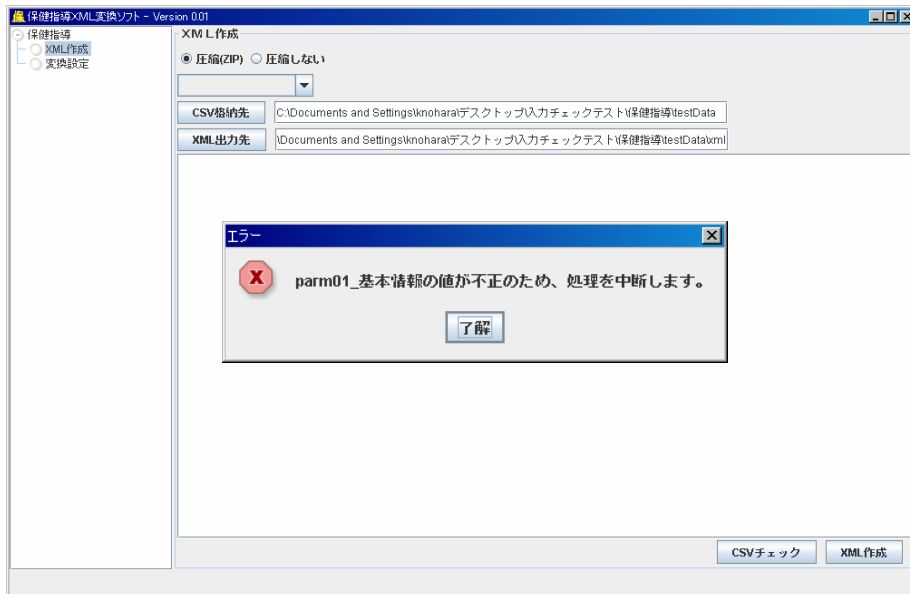 保健指導XML変換ソフト - Version 0.01
保健指導
XML作成
変換設定
XML作成
圧縮(ZIP) 圧縮しない
CSV格納先 C:\Documents and Settings\knohara\デスクトップ\入力チェックテスト\保健指導\testData
XML出力先 \Documents and Settings\knohara\デスクトップ\入力チェックテスト\保健指導\testData\xml
エラー
parm01_基本情報の値が不正のため、処理を中断します。
了解
CSVチェック XML作成